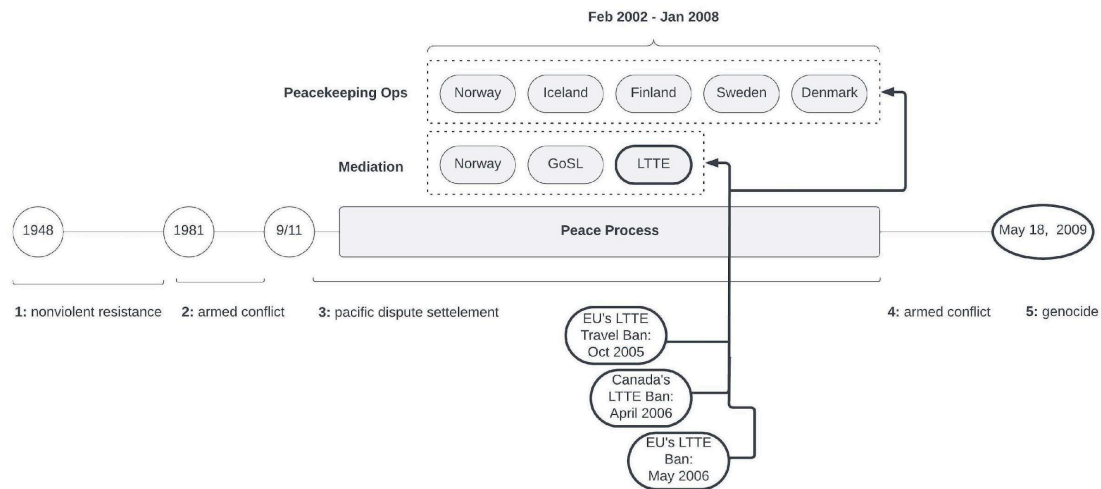 Feb 2002 - Jan 2008
Peacekeeping Ops
Norway
Iceland
Finland
Sweden
Denmark
Mediation
Norway
GoSL
LTTE
1948
1981
9/11
Peace Process
May 18, 2009
1: nonviolent resistance
2: armed conflict
3: pacific dispute settelement
4: armed conflict
5: genocide
EU's LTTE
Travel Ban:
Oct 2005
Canada's
LTTE Ban:
April 2006
EU's LTTE
Ban:
May 2006